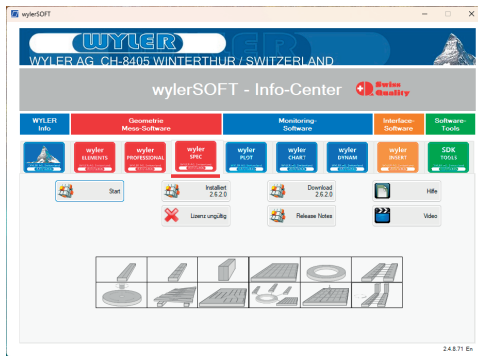 wylerSOFT
WYLER
WYLER AG CH-8405 WINTERTHUR / SWITZERLAND
wylerSOFT - Info-Center
Swiss
Quality
WYLER
Info
Geometrie
Mess-Software
Monitoring-
Software
Interface-
Software
Software-
Tools
wyler
ELEMENTS
wyler
PROFESSIONAL
wyler
SPEC
wyler
PLOT
wyler
CHART
wyler
DYNAM
wyler
INSERT
SDK
TOOLS
Start
Installiert
2.6.2.0
Download
2.6.2.0
Hilfe
Lizenz ungültig
Release Notes
Video
2.4.8.71 En